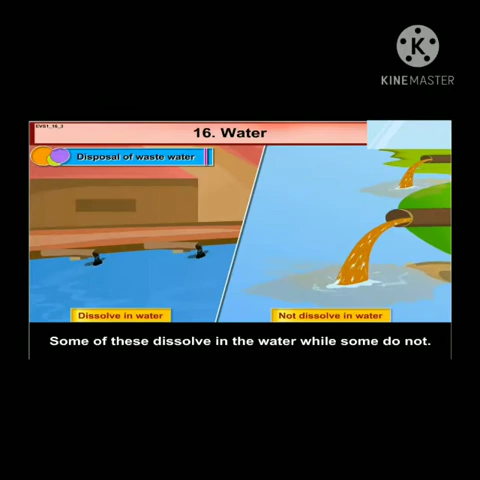 K
KINEMASTER
EVS1_16_3
16. Water
Disposal of waste water
Dissolve in water
Not dissolve in water
Some of these dissolve in the water while some do not.